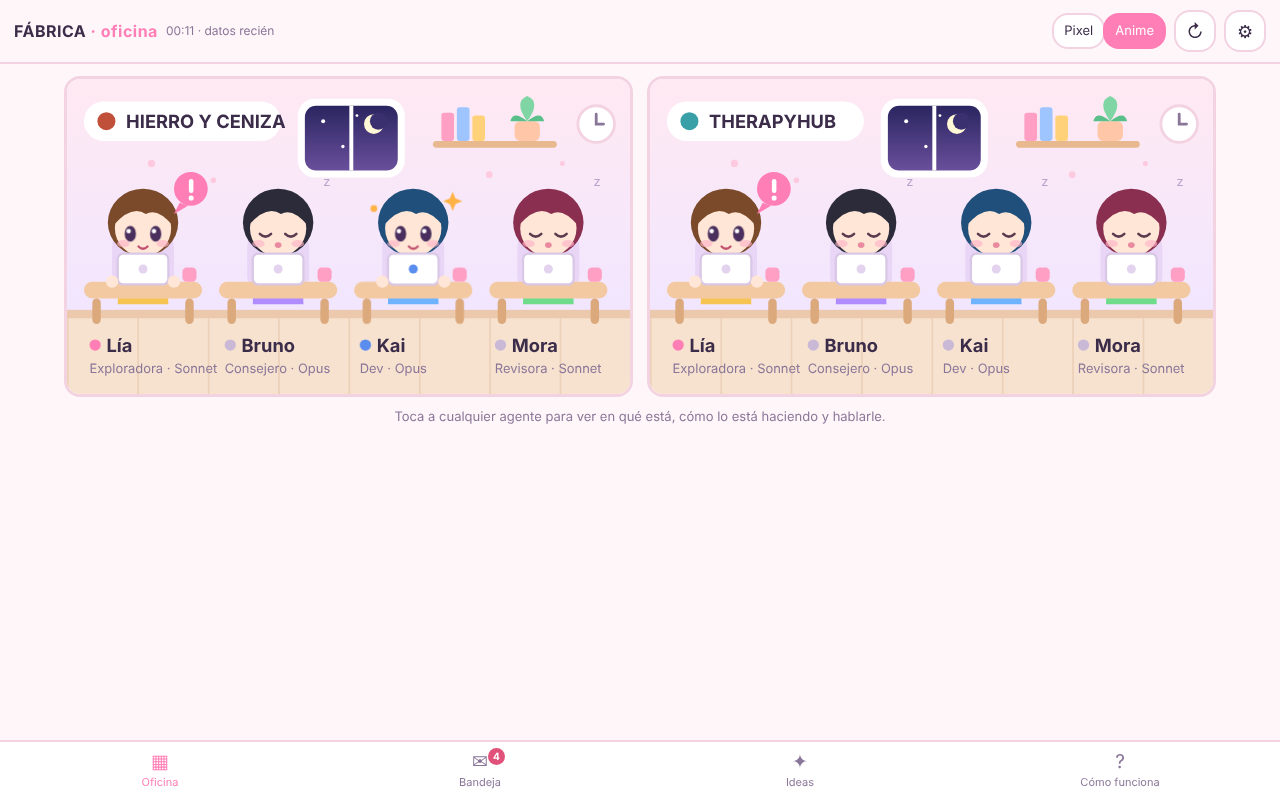 FÁBRICA · oficina 00:11 · datos recién
Pixel Anime
HIERRO Y CENIZA
z
z
Lía
Exploradora · Sonnet
Bruno
Consejero · Opus
Kai
Dev · Opus
Mora
Revisora · Sonnet
THERAPYHUB
z
z
z
Lía
Exploradora · Sonnet
Bruno
Consejero · Opus
Kai
Dev · Opus
Mora
Revisora · Sonnet
Toca a cualquier agente para ver en qué está, cómo lo está haciendo y hablarle.
Oficina
4
Bandeja
Ideas
?
Cómo funciona